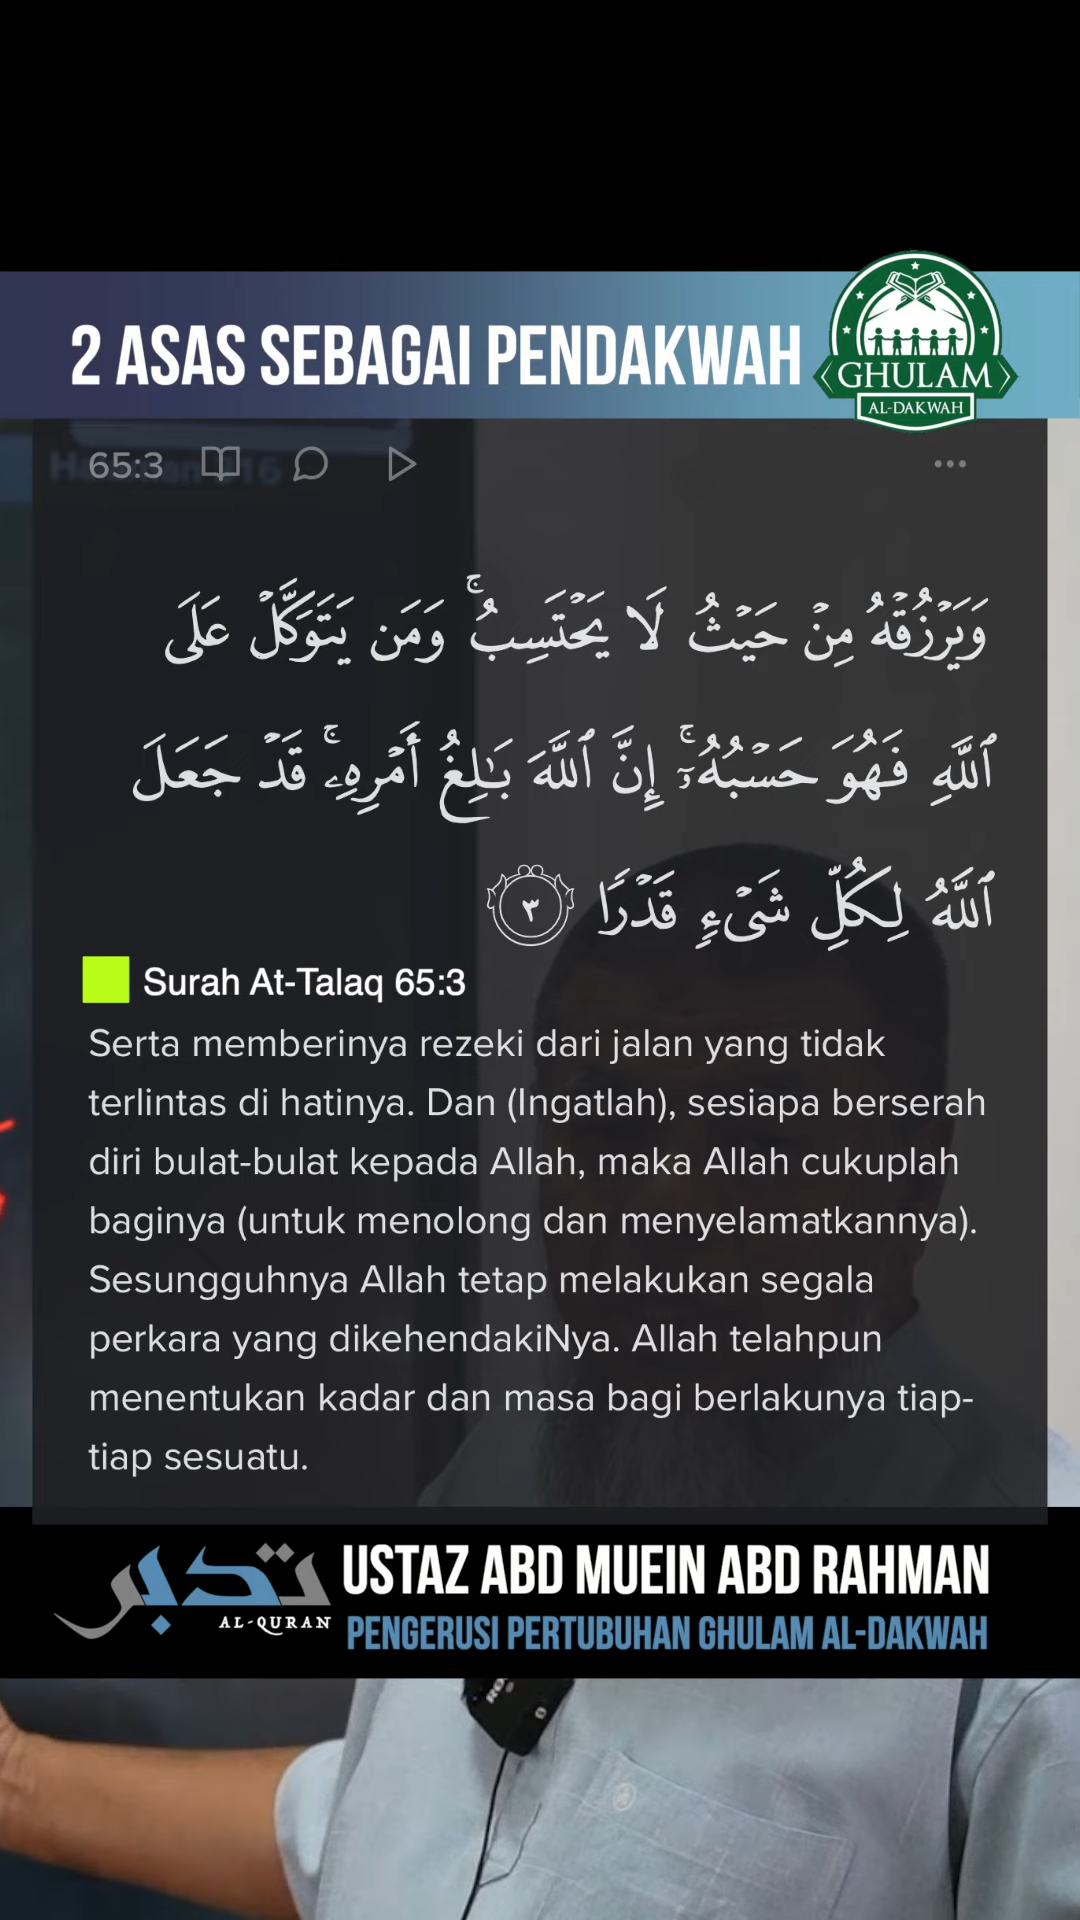 2 ASAS SEBAGAI PENDAKWAH
GHULAM
AL-DAKWAH
65:3
وَيَرْزُقْهُ مِنْ حَيْثُ لَا يَحْتَسِبُ ۚ وَمَن يَتَوَكَّلْ عَلَى
ٱللَّهِ فَهُوَ حَسْبُهُۥٓ ۚ إِنَّ ٱللَّهَ بَـٰلِغُ أَمْرِهِۦ ۚ قَدْ جَعَلَ
ٱللَّهُ لِكُلِّ شَىْءٍ قَدْرًا ٣
Surah At-Talaq 65:3
Serta memberinya rezeki dari jalan yang tidak
terlintas di hatinya. Dan (Ingatlah), sesiapa berserah
diri bulat-bulat kepada Allah, maka Allah cukuplah
baginya (untuk menolong dan menyelamatkannya).
Sesungguhnya Allah tetap melakukan segala
perkara yang dikehendakiNya. Allah telahpun
menentukan kadar dan masa bagi berlakunya tiap-
tiap sesuatu.
تدبر
AL-QURAN
USTAZ ABD MUEIN ABD RAHMAN
PENGERUSI PERTUBUHAN GHULAM AL-DAKWAH